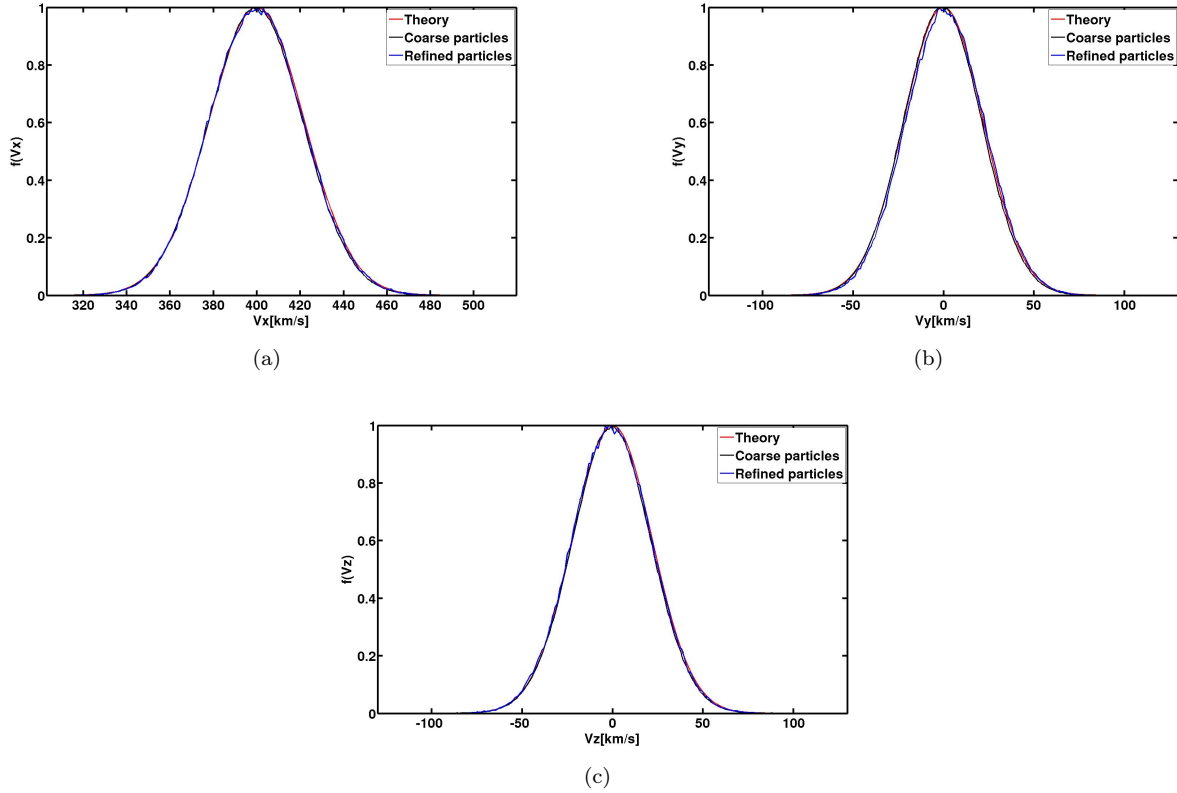 1
0.8
0.6
0.4
0.2
0
f(Vx)
320 340 360 380 400 420 440 460 480 500
Vx[km/s]
Theory
Coarse particles
Refined particles
(a)
1
0.8
0.6
0.4
0.2
0
f(Vy)
-100 -50 0 50 100
Vy[km/s]
Theory
Coarse particles
Refined particles
(b)
1
0.8
0.6
0.4
0.2
0
f(Vz)
-100 -50 0 50 100
Vz[km/s]
Theory
Coarse particles
Refined particles
(c)